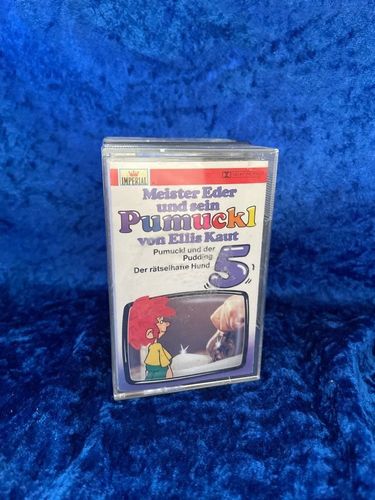 IMPERIAL
Meister Eder
und sein
Pumuckl
von Ellis Kaut
Pumuckl und der
Pudding
Der rätselhafte Hund
5